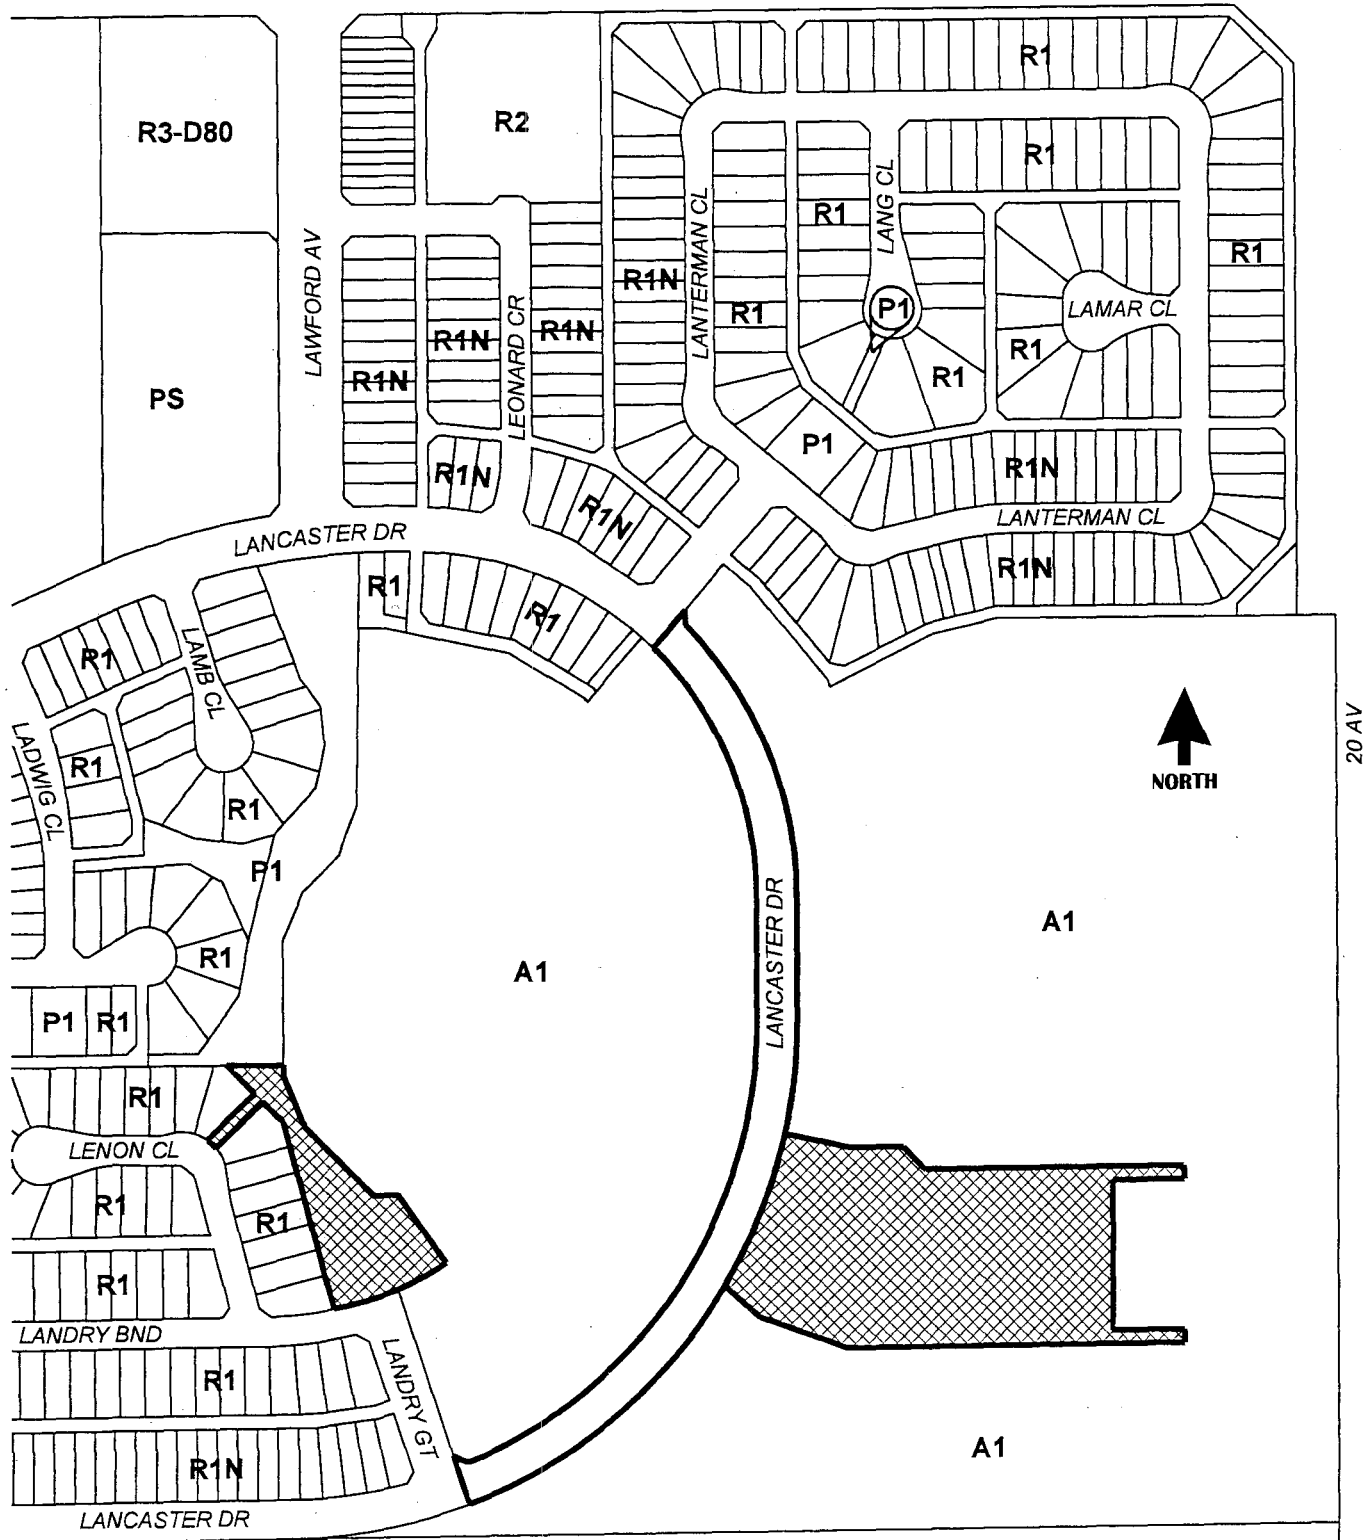 R1
R3-D80
R2
R1
LANG CL
LANTERMAN CL
R1
LAWFORD AV
R1
R1N
LEONARD CR
P1
LAMAR CL
R1
R1N
R1N
R1
R1N
R1
PS
P1
R1N
R1N
R1N
LANTERMAN CL
LANCASTER DR
R1N
R1
R1
R1
LAMB CL
LADWIG CL
20 AV
R1
NORTH
R1
P1
LANCASTER DR
A1
R1
A1
P1
R1
R1
LENON CL
R1
R1
R1
LANDRY BND
LANDRY GT
R1
A1
R1N
LANCASTER DR